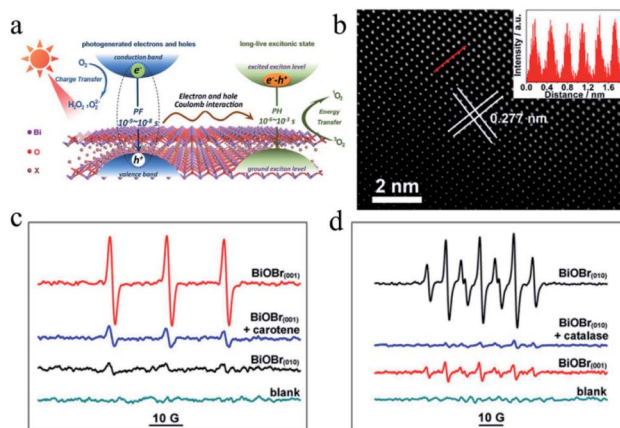 a
photogenerated electrons and holes
long-live excitonic state
conduction band
excited exciton level
e⁻
e⁻-h⁺
O₂
Charge Transfer
H₂O₂ ,O₂⁻
Electron and hole
Coulomb interaction
PF
10⁻⁹~10⁻⁸ s
PH
10⁻⁶~10⁻³ s
¹O₂
Energy
Transfer
³O₂
Bi
O
X
h⁺
valence band
ground exciton level
b
Intensity / a.u.
0.0 0.4 0.8 1.2 1.6
Distance / nm
0.277 nm
2 nm
c
BiOBr(001)
BiOBr(001)
+ carotene
BiOBr(010)
blank
10 G
d
BiOBr(010)
BiOBr(010)
+ catalase
BiOBr(001)
blank
10 G